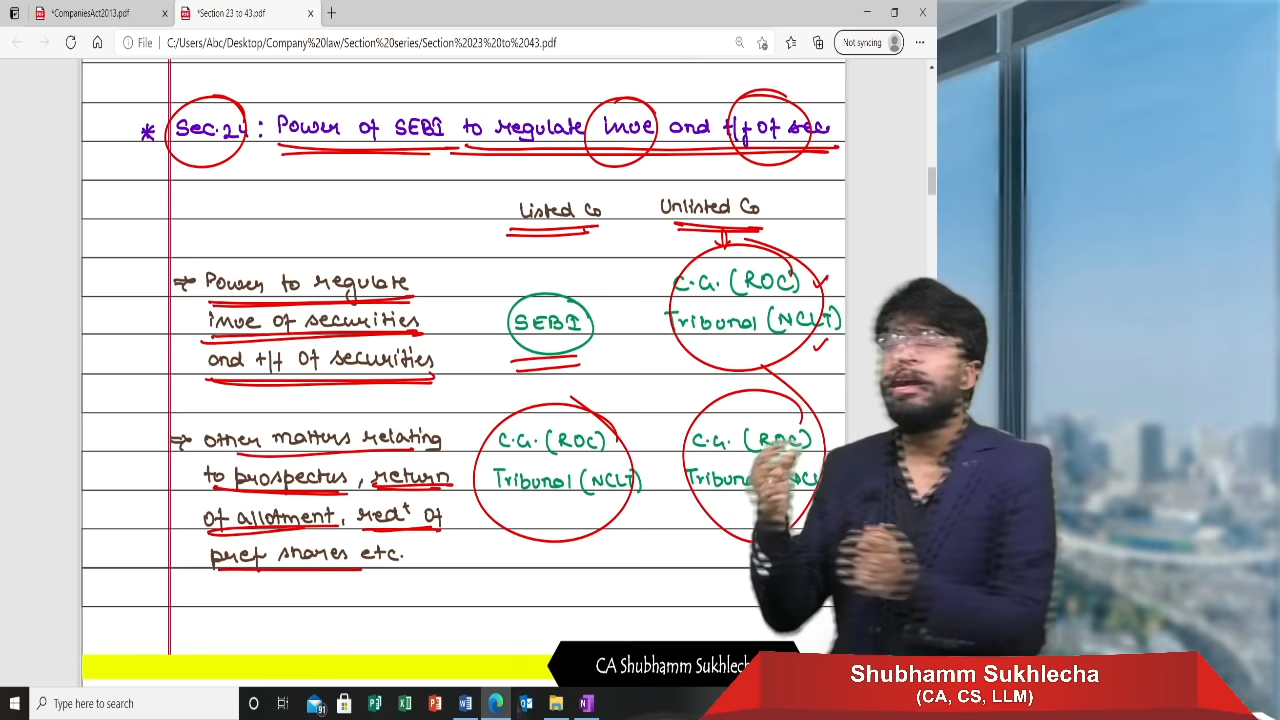 *CompaniesAct2013.pdf
*Section 23 to 43.pdf
File
C:/Users/Abc/Desktop/Company%20law/Section%20series/Section%2023%20to%2043.pdf
Not syncing
* Sec.24 : Power of SEBI to regulate issue and t/f of sec
Listed Co Unlisted Co
⇒ Power to regulate
issue of securities
and t/f of securities
SEBI
C.G. (ROC)
Tribunal (NCLT)
⇒ other matters relating
to prospectus, return
of allotment, redt of
pref shares etc.
C.G. (ROC)
Tribunal (NCLT)
C.G. (ROC)
CA Shubhamm Sukhlecha
Shubhamm Sukhlecha
(CA, CS, LLM)
Type here to search
91